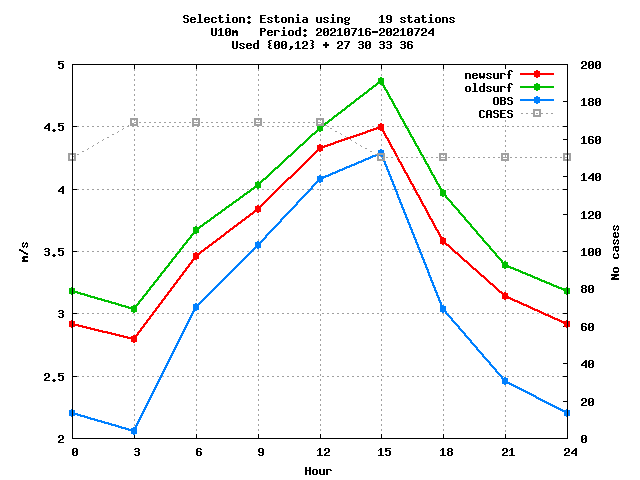 Selection: Estonia using    19 stations
U10m   Period: 20210716-20210724
Used {00,12} + 27 30 33 36
newsurf
oldsurf
OBS
CASES
5
4.5
4
3.5
3
2.5
2
m/s
200
180
160
140
120
100
80
60
40
20
0
No cases
0 3 6 9 12 15 18 21 24
Hour